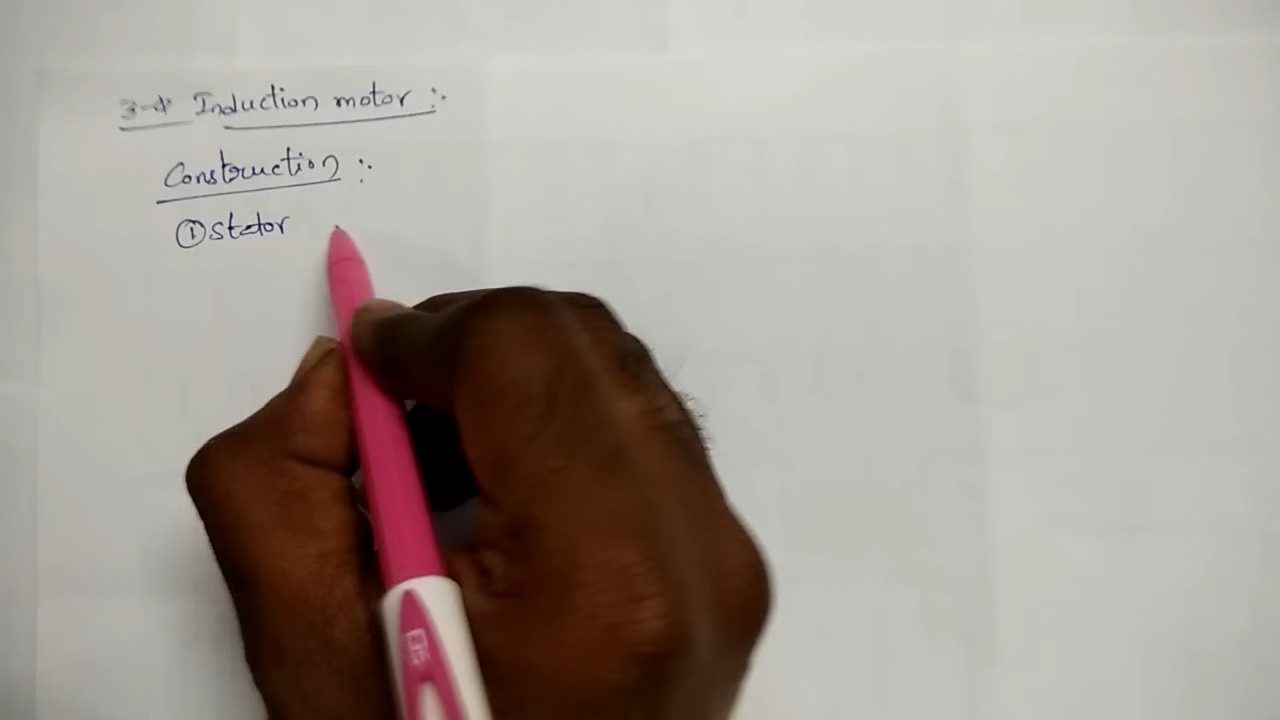 3-ϕ Induction motor :-
Construction :-
① Stator